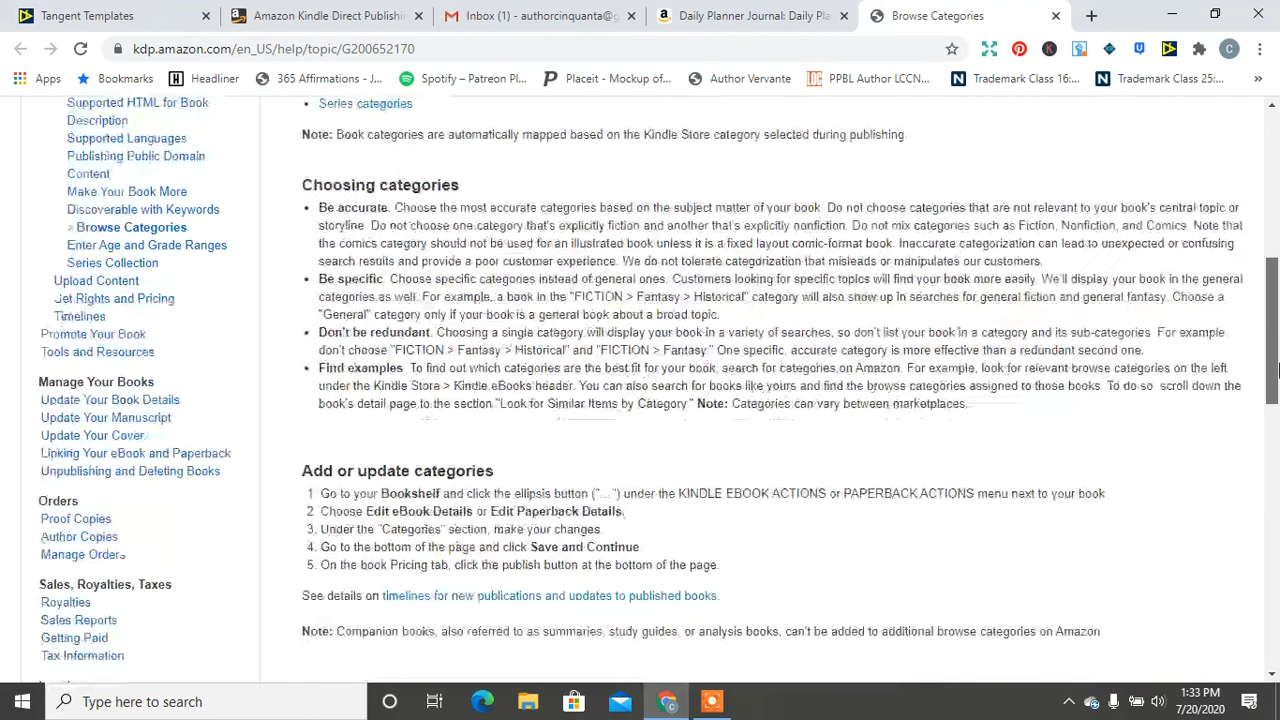 Tangent Templates
Amazon Kindle Direct Publishi
Inbox (1) - authorcinquanta@g
Daily Planner Journal: Daily Pla
Browse Categories
kdp.amazon.com/en_US/help/topic/G200652170
Apps
Bookmarks
Headliner
365 Affirmations - J...
Spotify – Patreon Pl...
Placeit - Mockup of...
Author Vervante
PPBL Author LCCN...
Trademark Class 16:...
Trademark Class 25:...
Supported HTML for Book
Description
Supported Languages
Publishing Public Domain
Content
Make Your Book More
Discoverable with Keywords
Browse Categories
Enter Age and Grade Ranges
Series Collection
Upload Content
Set Rights and Pricing
Timelines
Promote Your Book
Tools and Resources
Manage Your Books
Update Your Book Details
Update Your Manuscript
Update Your Cover
Linking Your eBook and Paperback
Unpublishing and Deleting Books
Orders
Proof Copies
Author Copies
Manage Orders
Sales, Royalties, Taxes
Royalties
Sales Reports
Getting Paid
Tax Information
• Series categories
Note: Book categories are automatically mapped based on the Kindle Store category selected during publishing
Choosing categories
• Be accurate. Choose the most accurate categories based on the subject matter of your book. Do not choose categories that are not relevant to your book's central topic or
storyline. Do not choose one category that's explicitly fiction and another that's explicitly nonfiction. Do not mix categories such as Fiction, Nonfiction, and Comics. Note that
the comics category should not be used for an illustrated book unless it is a fixed layout comic-format book. Inaccurate categorization can lead to unexpected or confusing
search results and provide a poor customer experience. We do not tolerate categorization that misleads or manipulates our customers.
• Be specific. Choose specific categories instead of general ones. Customers looking for specific topics will find your book more easily. We'll display your book in the general
categories as well. For example, a book in the "FICTION > Fantasy > Historical" category will also show up in searches for general fiction and general fantasy. Choose a
"General" category only if your book is a general book about a broad topic.
• Don't be redundant. Choosing a single category will display your book in a variety of searches, so don't list your book in a category and its sub-categories. For example
don't choose "FICTION > Fantasy > Historical" and "FICTION > Fantasy." One specific, accurate category is more effective than a redundant second one.
• Find examples. To find out which categories are the best fit for your book, search for categories on Amazon. For example, look for relevant browse categories on the left
under the Kindle Store > Kindle eBooks header. You can also search for books like yours and find the browse categories assigned to those books. To do so, scroll down the
book's detail page to the section "Look for Similar Items by Category." Note: Categories can vary between marketplaces.
Add or update categories
1 Go to your Bookshelf and click the ellipsis button ("...") under the KINDLE EBOOK ACTIONS or PAPERBACK ACTIONS menu next to your book
2 Choose Edit eBook Details or Edit Paperback Details.
3. Under the "Categories" section, make your changes.
4. Go to the bottom of the page and click Save and Continue
5. On the book Pricing tab, click the publish button at the bottom of the page.
See details on timelines for new publications and updates to published books.
Note: Companion books, also referred to as summaries, study guides, or analysis books, can't be added to additional browse categories on Amazon
Type here to search
1:33 PM
7/20/2020